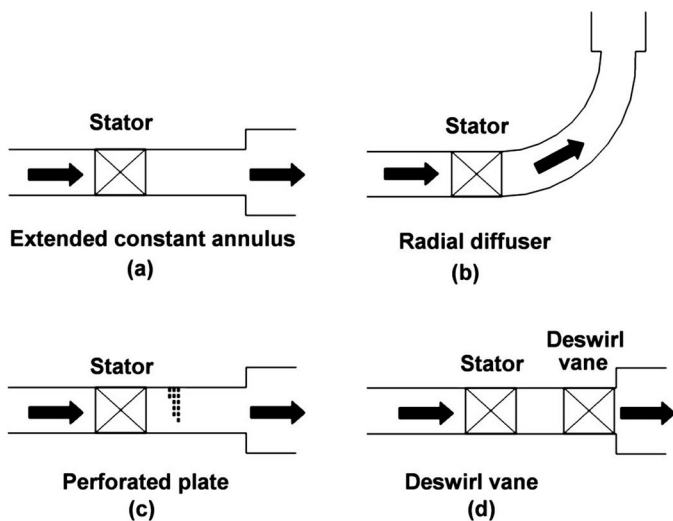 Stator
Extended constant annulus
(a)
Stator
Radial diffuser
(b)
Stator
Perforated plate
(c)
Stator
Deswirl
vane
Deswirl vane
(d)